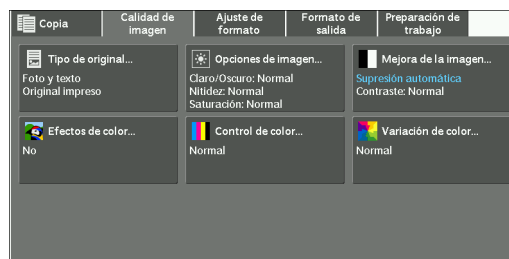 Copia
Calidad de
imagen
Ajuste de
formato
Formato de
salida
Preparación de
trabajo
Tipo de original...
Foto y texto
Original impreso
Opciones de imagen...
Claro/Oscuro: Normal
Nitidez: Normal
Saturación: Normal
Mejora de la imagen...
Supresión automática
Contraste: Normal
Efectos de color...
No
Control de color...
Normal
Variación de color...
Normal